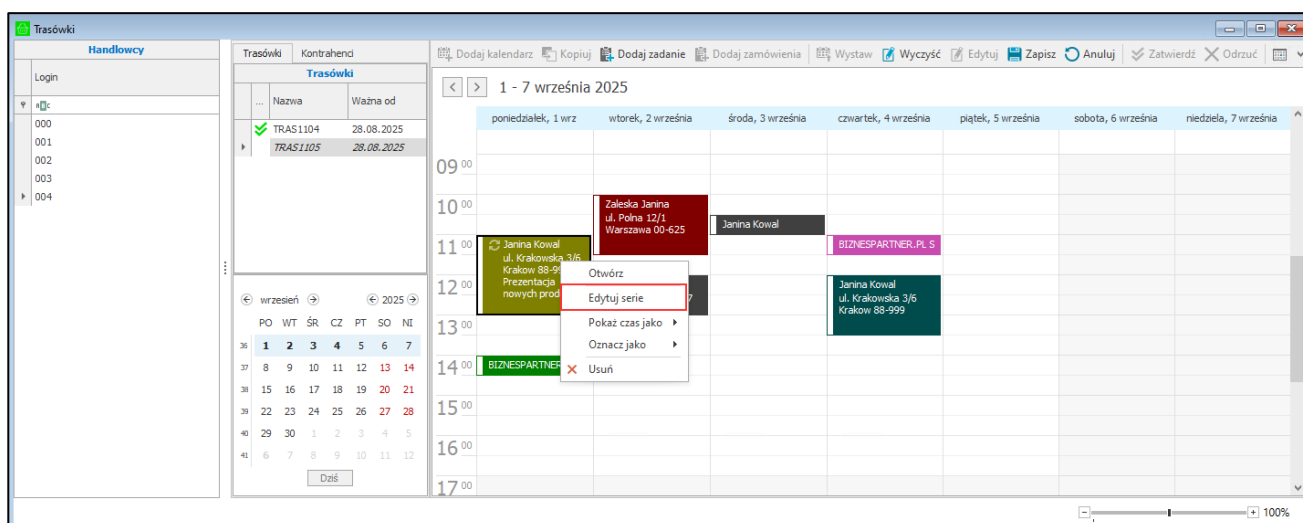 Trasówki
Handlowcy
Login
000
001
002
003
004
Trasówki Kontrahenci
Trasówki
... Nazwa Ważna od
TRAS1104 28.08.2025
TRAS1105 28.08.2025
wrzesień 2025
PO WT ŚR CZ PT SO NI
36 1 2 3 4 5 6 7
37 8 9 10 11 12 13 14
38 15 16 17 18 19 20 21
39 22 23 24 25 26 27 28
40 29 30 1 2 3 4 5
41 6 7 8 9 10 11 12
Dziś
Dodaj kalendarz Kopiuj Dodaj zadanie Dodaj zamówienia Wystaw Wyczyść Edytuj Zapisz Anuluj Zatwierdź Odrzuć
1 - 7 września 2025
poniedziałek, 1 wrz wtorek, 2 września środa, 3 września czwartek, 4 września piątek, 5 września sobota, 6 września niedziela, 7 września
09 00
10 00
11 00
12 00
13 00
14 00
15 00
16 00
17 00
Janina Kowal
ul. Krakowska 3/6
Krakow 88-99
Prezentacja
nowych prod
BIZNESPARTNER
Zaleska Janina
ul. Polna 12/1
Warszawa 00-625
7
Janina Kowal
BIZNESPARTNER.PL S
Janina Kowal
ul. Krakowska 3/6
Krakow 88-999
Otwórz
Edytuj serie
Pokaż czas jako
Oznacz jako
Usuń
100%